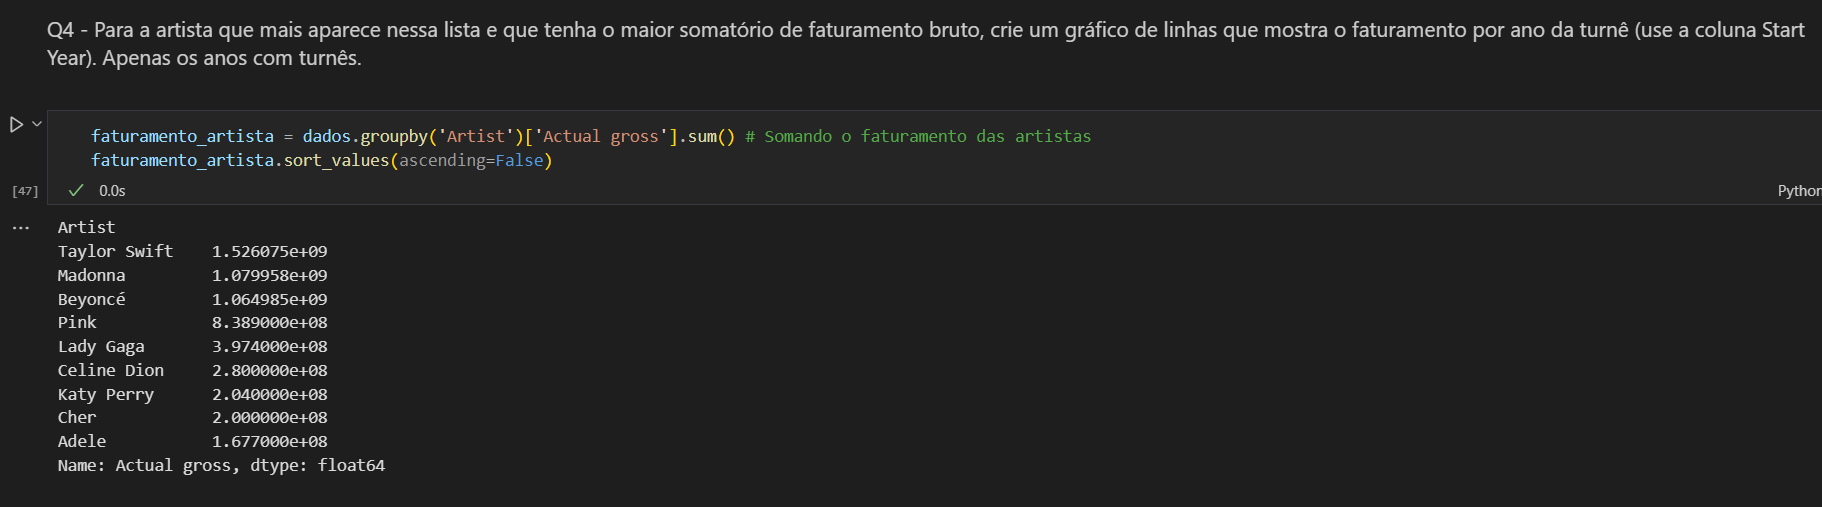 Q4 - Para a artista que mais aparece nessa lista e que tenha o maior somatório de faturamento bruto, crie um gráfico de linhas que mostra o faturamento por ano da turnê (use a coluna Start
Year). Apenas os anos com turnês.
faturamento_artista = dados.groupby('Artist')['Actual gross'].sum() # Somando o faturamento das artistas
faturamento_artista.sort_values(ascending=False)
[47]
0.0s
Python
Artist
Taylor Swift    1.526075e+09
Madonna         1.079958e+09
Beyoncé         1.064985e+09
Pink            8.389000e+08
Lady Gaga       3.974000e+08
Celine Dion     2.800000e+08
Katy Perry      2.040000e+08
Cher            2.000000e+08
Adele           1.677000e+08
Name: Actual gross, dtype: float64